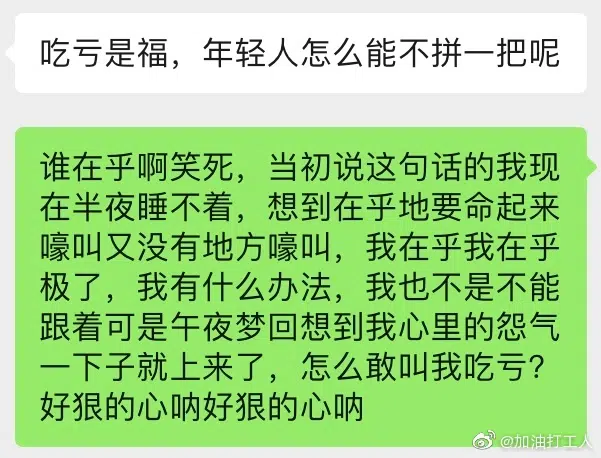 吃亏是福，年轻人怎么能不拼一把呢
谁在乎啊笑死，当初说这句话的我现
在半夜睡不着，想到在乎地要命起来
嚎叫又没有地方嚎叫，我在乎我在乎
极了，我有什么办法，我也不是不能
跟着可是午夜梦回想到我心里的怨气
一下子就上来了，怎么敢叫我吃亏？
好狠的心呐好狠的心呐
@加油打工人